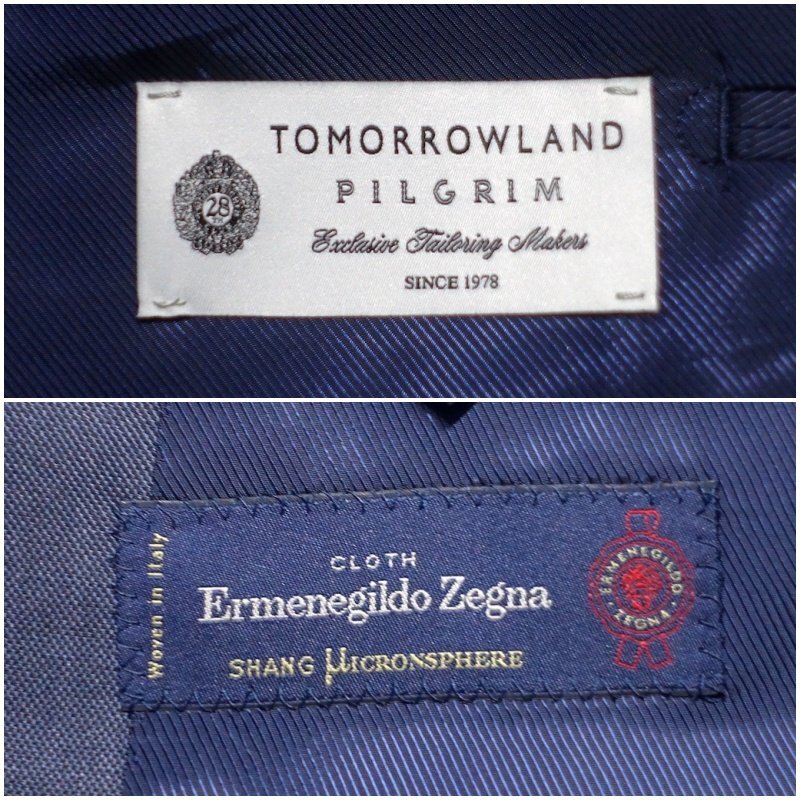 TOMORROWLAND
PILGRIM
28
Exclusive Tailoring Makers
SINCE 1978
Woven in Italy
CLOTH
Ermenegildo Zegna
SHANG μICRONSPHERE
ERMENEGILDO
ZEGNA